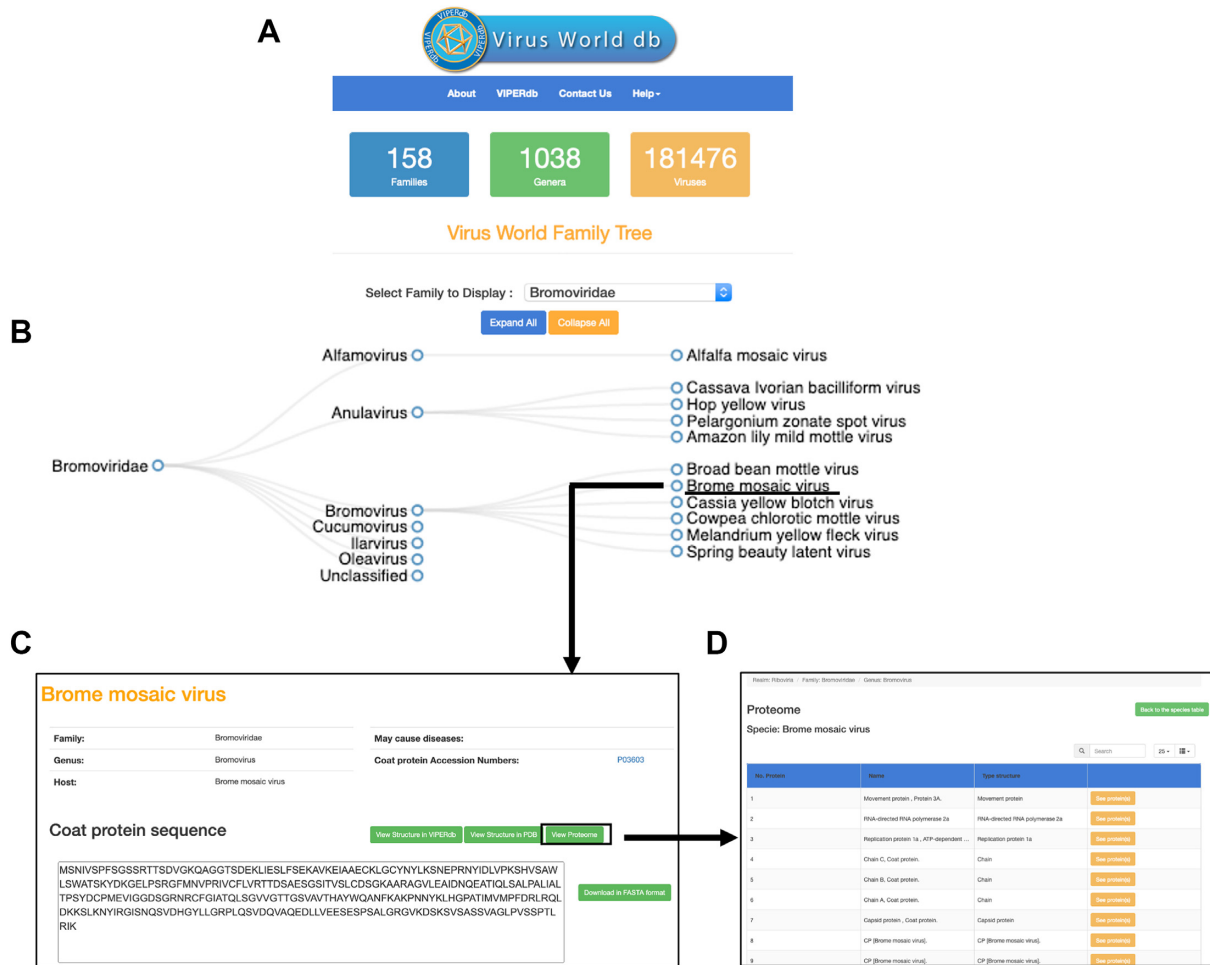 A
VIPERdb
VIPERdb
VIPERdb
Virus World db
About VIPERdb Contact Us Help
158
Families
1038
Genera
181476
Viruses
Virus World Family Tree
Select Family to Display : Bromoviridae
Expand All Collapse All
B
Bromoviridae
Alfamovirus
Anulavirus
Bromovirus
Cucumovirus
Ilarvirus
Oleavirus
Unclassified
Alfalfa mosaic virus
Cassava Ivorian bacilliform virus
Hop yellow virus
Pelargonium zonate spot virus
Amazon lily mild mottle virus
Broad bean mottle virus
Brome mosaic virus
Cassia yellow blotch virus
Cowpea chlorotic mottle virus
Melandrium yellow fleck virus
Spring beauty latent virus
C
Brome mosaic virus
Family: Bromoviridae
Genus: Bromovirus
Host: Brome mosaic virus
May cause diseases:
Coat protein Accession Numbers: P03603
Coat protein sequence
View Structure in VIPERdb View Structure in PDB View Proteome
MSNIVSPFSGSSRTTSDVGKQAGGTSDEKLIESLFSEKAVKEIAAECKLGCYNYLKSNEPRNYIDLVPKSHVSAW
LSWATSKYDKGELPSRGFMNVPRIVCFLVRTTDSAESGSITVSLCDSGKAARAGVLEAIDNQEATIQLSALPALIAL
TPSYDCPMEVIGGDSGRNRCFGIATQLSGVVGTTGSVAVTHAYWQANFKAKPNNYKLHGPATIMVMPFDRLRQL
DKKSLKNYIRGISNQSVDHGYLLGRPLQSVDQVAQEDLLVEESESPSALGRGVKDSKSVSASSVAGLPVSSPTL
RIK
Download in FASTA format
D
Realm: Riboviria / Family: Bromoviridae / Genus: Bromovirus
Proteome
Back to the species table
Specie: Brome mosaic virus
Search 25
No. Protein Name Type structure
1 Movement protein , Protein 3A. Movement protein See protein(s)
2 RNA-directed RNA polymerase 2a RNA-directed RNA polymerase 2a See protein(s)
3 Replication protein 1a , ATP-dependent ... Replication protein 1a See protein(s)
4 Chain C, Coat protein. Chain See protein(s)
5 Chain B, Coat protein. Chain See protein(s)
6 Chain A, Coat protein. Chain See protein(s)
7 Capsid protein , Coat protein. Capsid protein See protein(s)
8 CP [Brome mosaic virus]. CP [Brome mosaic virus]. See protein(s)
9 CP [Brome mosaic virus]. CP [Brome mosaic virus]. See protein(s)